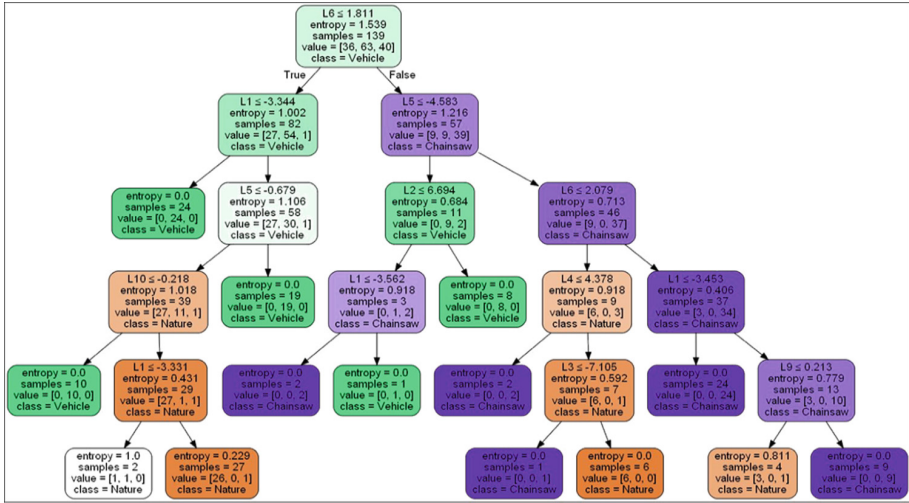 L6 ≤ 1.811
entropy = 1.539
samples = 139
value = [36, 63, 40]
class = Vehicle
True
False
L1 ≤ -3.344
entropy = 1.002
samples = 82
value = [27, 54, 1]
class = Vehicle
L5 ≤ -4.583
entropy = 1.216
samples = 57
value = [9, 9, 39]
class = Chainsaw
entropy = 0.0
samples = 24
value = [0, 24, 0]
class = Vehicle
L5 ≤ -0.679
entropy = 1.106
samples = 58
value = [27, 30, 1]
class = Vehicle
L2 ≤ 6.694
entropy = 0.684
samples = 11
value = [0, 9, 2]
class = Vehicle
L6 ≤ 2.079
entropy = 0.713
samples = 46
value = [9, 0, 37]
class = Chainsaw
L10 ≤ -0.218
entropy = 1.018
samples = 39
value = [27, 11, 1]
class = Nature
entropy = 0.0
samples = 19
value = [0, 19, 0]
class = Vehicle
L1 ≤ -3.562
entropy = 0.918
samples = 3
value = [0, 1, 2]
class = Chainsaw
entropy = 0.0
samples = 8
value = [0, 8, 0]
class = Vehicle
L4 ≤ 4.378
entropy = 0.918
samples = 9
value = [6, 0, 3]
class = Nature
L1 ≤ -3.453
entropy = 0.406
samples = 37
value = [3, 0, 34]
class = Chainsaw
entropy = 0.0
samples = 10
value = [0, 10, 0]
class = Vehicle
L1 ≤ -3.331
entropy = 0.431
samples = 29
value = [27, 1, 1]
class = Nature
entropy = 0.0
samples = 2
value = [0, 0, 2]
class = Chainsaw
entropy = 0.0
samples = 1
value = [0, 1, 0]
class = Vehicle
entropy = 0.0
samples = 2
value = [0, 0, 2]
class = Chainsaw
L3 ≤ -7.105
entropy = 0.592
samples = 7
value = [6, 0, 1]
class = Nature
entropy = 0.0
samples = 24
value = [0, 0, 24]
class = Chainsaw
L9 ≤ 0.213
entropy = 0.779
samples = 13
value = [3, 0, 10]
class = Chainsaw
entropy = 1.0
samples = 2
value = [1, 1, 0]
class = Nature
entropy = 0.229
samples = 27
value = [26, 0, 1]
class = Nature
entropy = 0.0
samples = 1
value = [0, 0, 1]
class = Chainsaw
entropy = 0.0
samples = 6
value = [6, 0, 0]
class = Nature
entropy = 0.811
samples = 4
value = [3, 0, 1]
class = Nature
entropy = 0.0
samples = 9
value = [0, 0, 9]
class = Chainsaw